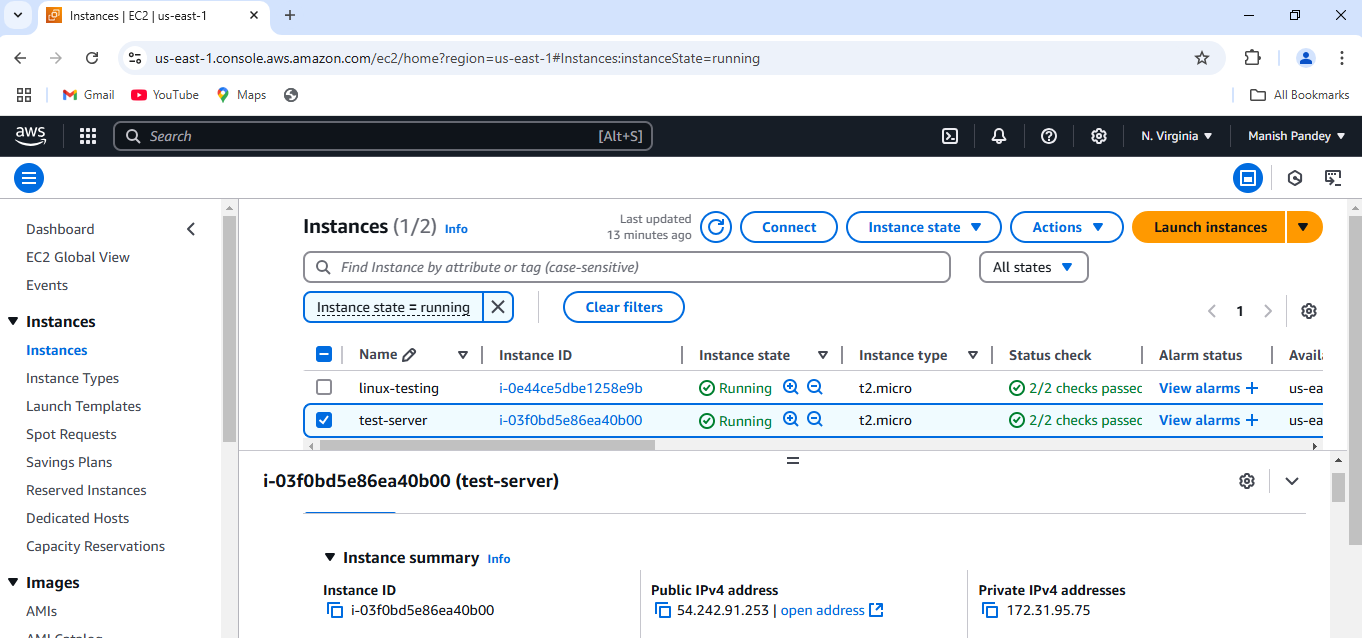 Instances | EC2 | us-east-1
us-east-1.console.aws.amazon.com/ec2/home?region=us-east-1#Instances:instanceState=running
Gmail YouTube Maps All Bookmarks
aws Search [Alt+S] N. Virginia Manish Pandey
Dashboard
EC2 Global View
Events
Instances
Instances
Instance Types
Launch Templates
Spot Requests
Savings Plans
Reserved Instances
Dedicated Hosts
Capacity Reservations
Images
AMIs
AMI Catalog
Instances (1/2) Info
Last updated
13 minutes ago
Connect Instance state Actions Launch instances
Find Instance by attribute or tag (case-sensitive) All states
Instance state = running Clear filters 1
Name Instance ID Instance state Instance type Status check Alarm status Availa
linux-testing i-0e44ce5dbe1258e9b Running t2.micro 2/2 checks passed View alarms + us-ea
test-server i-03f0bd5e86ea40b00 Running t2.micro 2/2 checks passed View alarms + us-ea
i-03f0bd5e86ea40b00 (test-server)
Instance summary Info
Instance ID
i-03f0bd5e86ea40b00
Public IPv4 address
54.242.91.253 | open address
Private IPv4 addresses
172.31.95.75